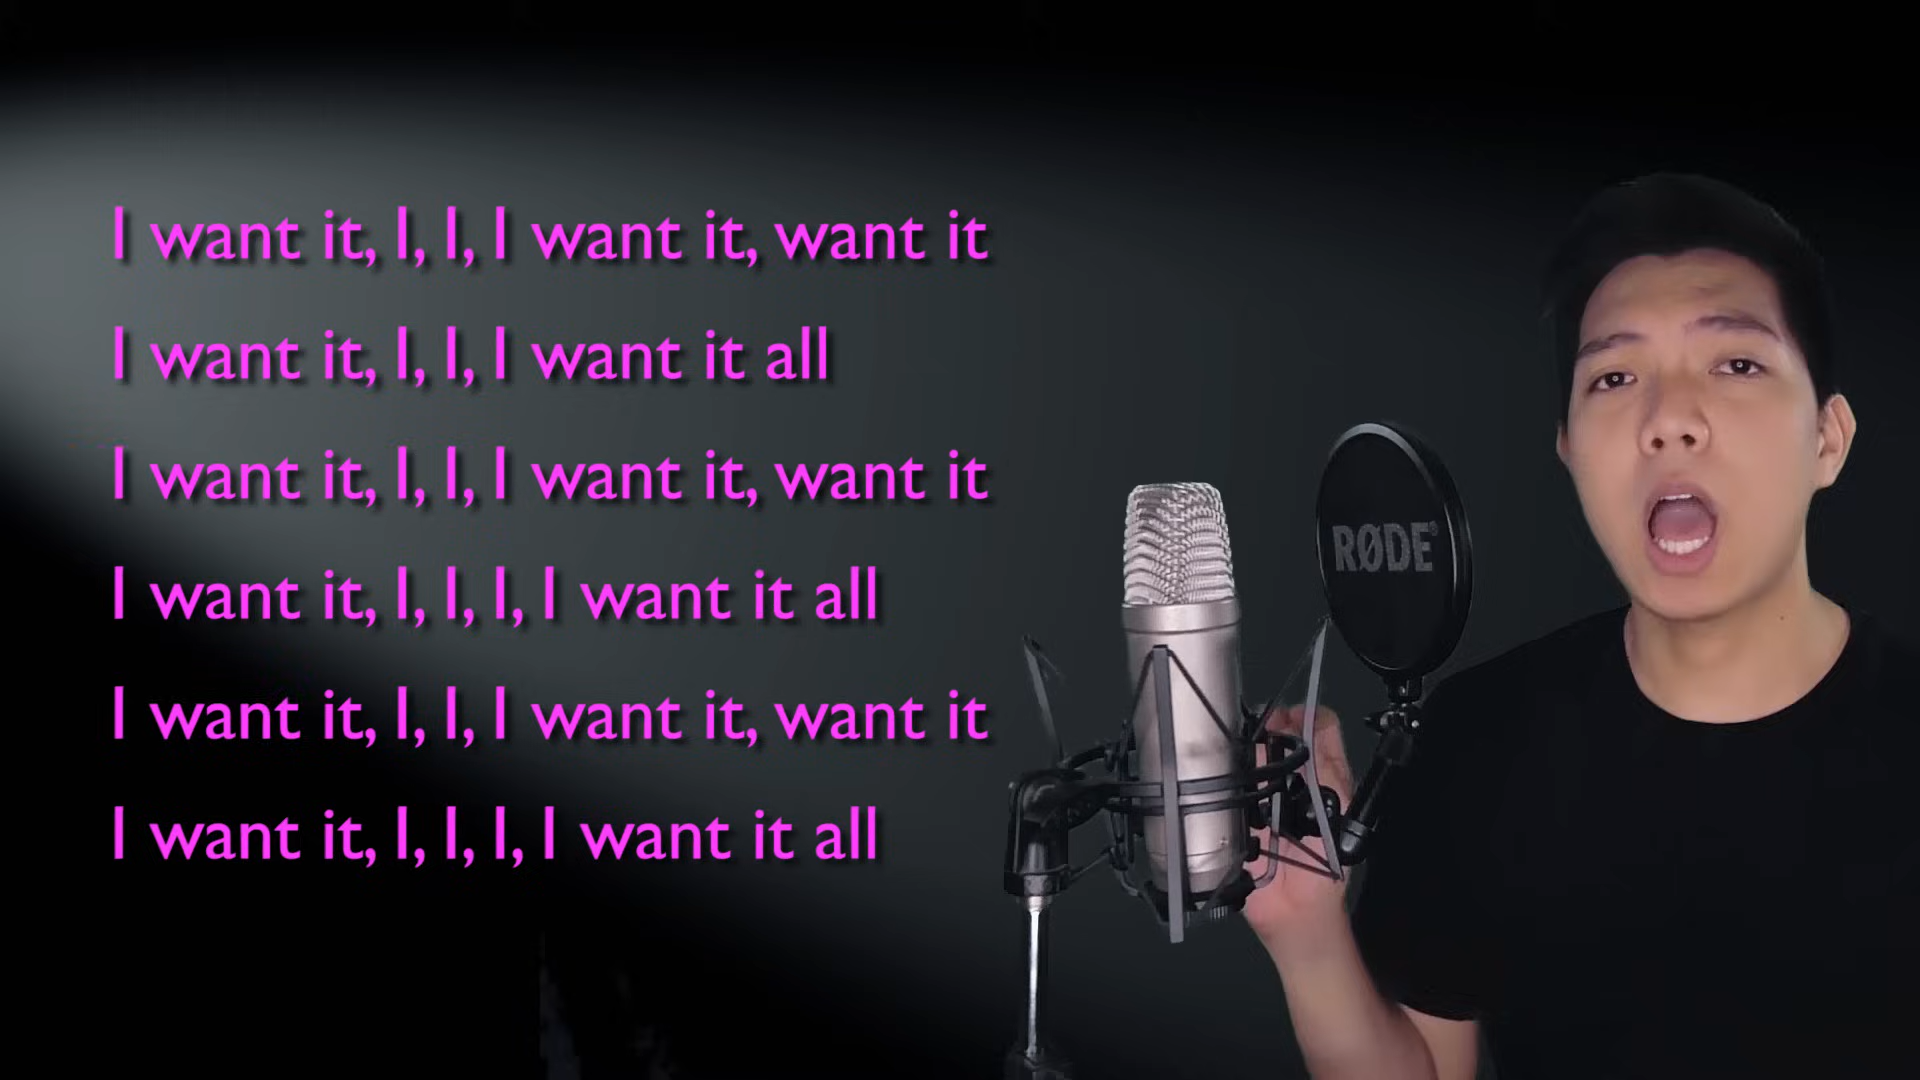 I want it, I, I, I want it, want it
I want it, I, I, I want it all
I want it, I, I, I want it, want it
I want it, I, I, I, I want it all
I want it, I, I, I want it, want it
I want it, I, I, I, I want it all
RØDE®